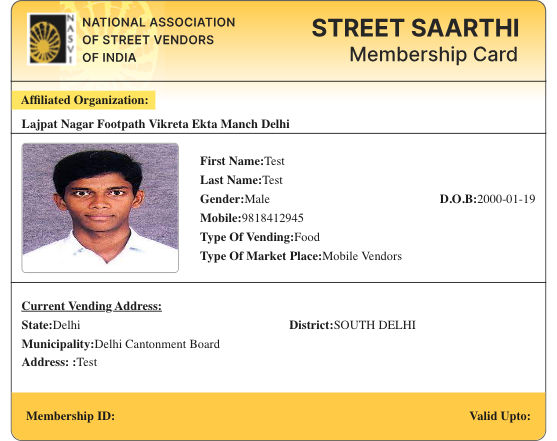 NASVI
NATIONAL ASSOCIATION
OF STREET VENDORS
OF INDIA
STREET SAARTHI
Membership Card
Affiliated Organization:
Lajpat Nagar Footpath Vikreta Ekta Manch Delhi
First Name:Test
Last Name:Test
Gender:Male D.O.B:2000-01-19
Mobile:9818412945
Type Of Vending:Food
Type Of Market Place:Mobile Vendors
Current Vending Address:
State:Delhi District:SOUTH DELHI
Municipality:Delhi Cantonment Board
Address: :Test
Membership ID: Valid Upto: